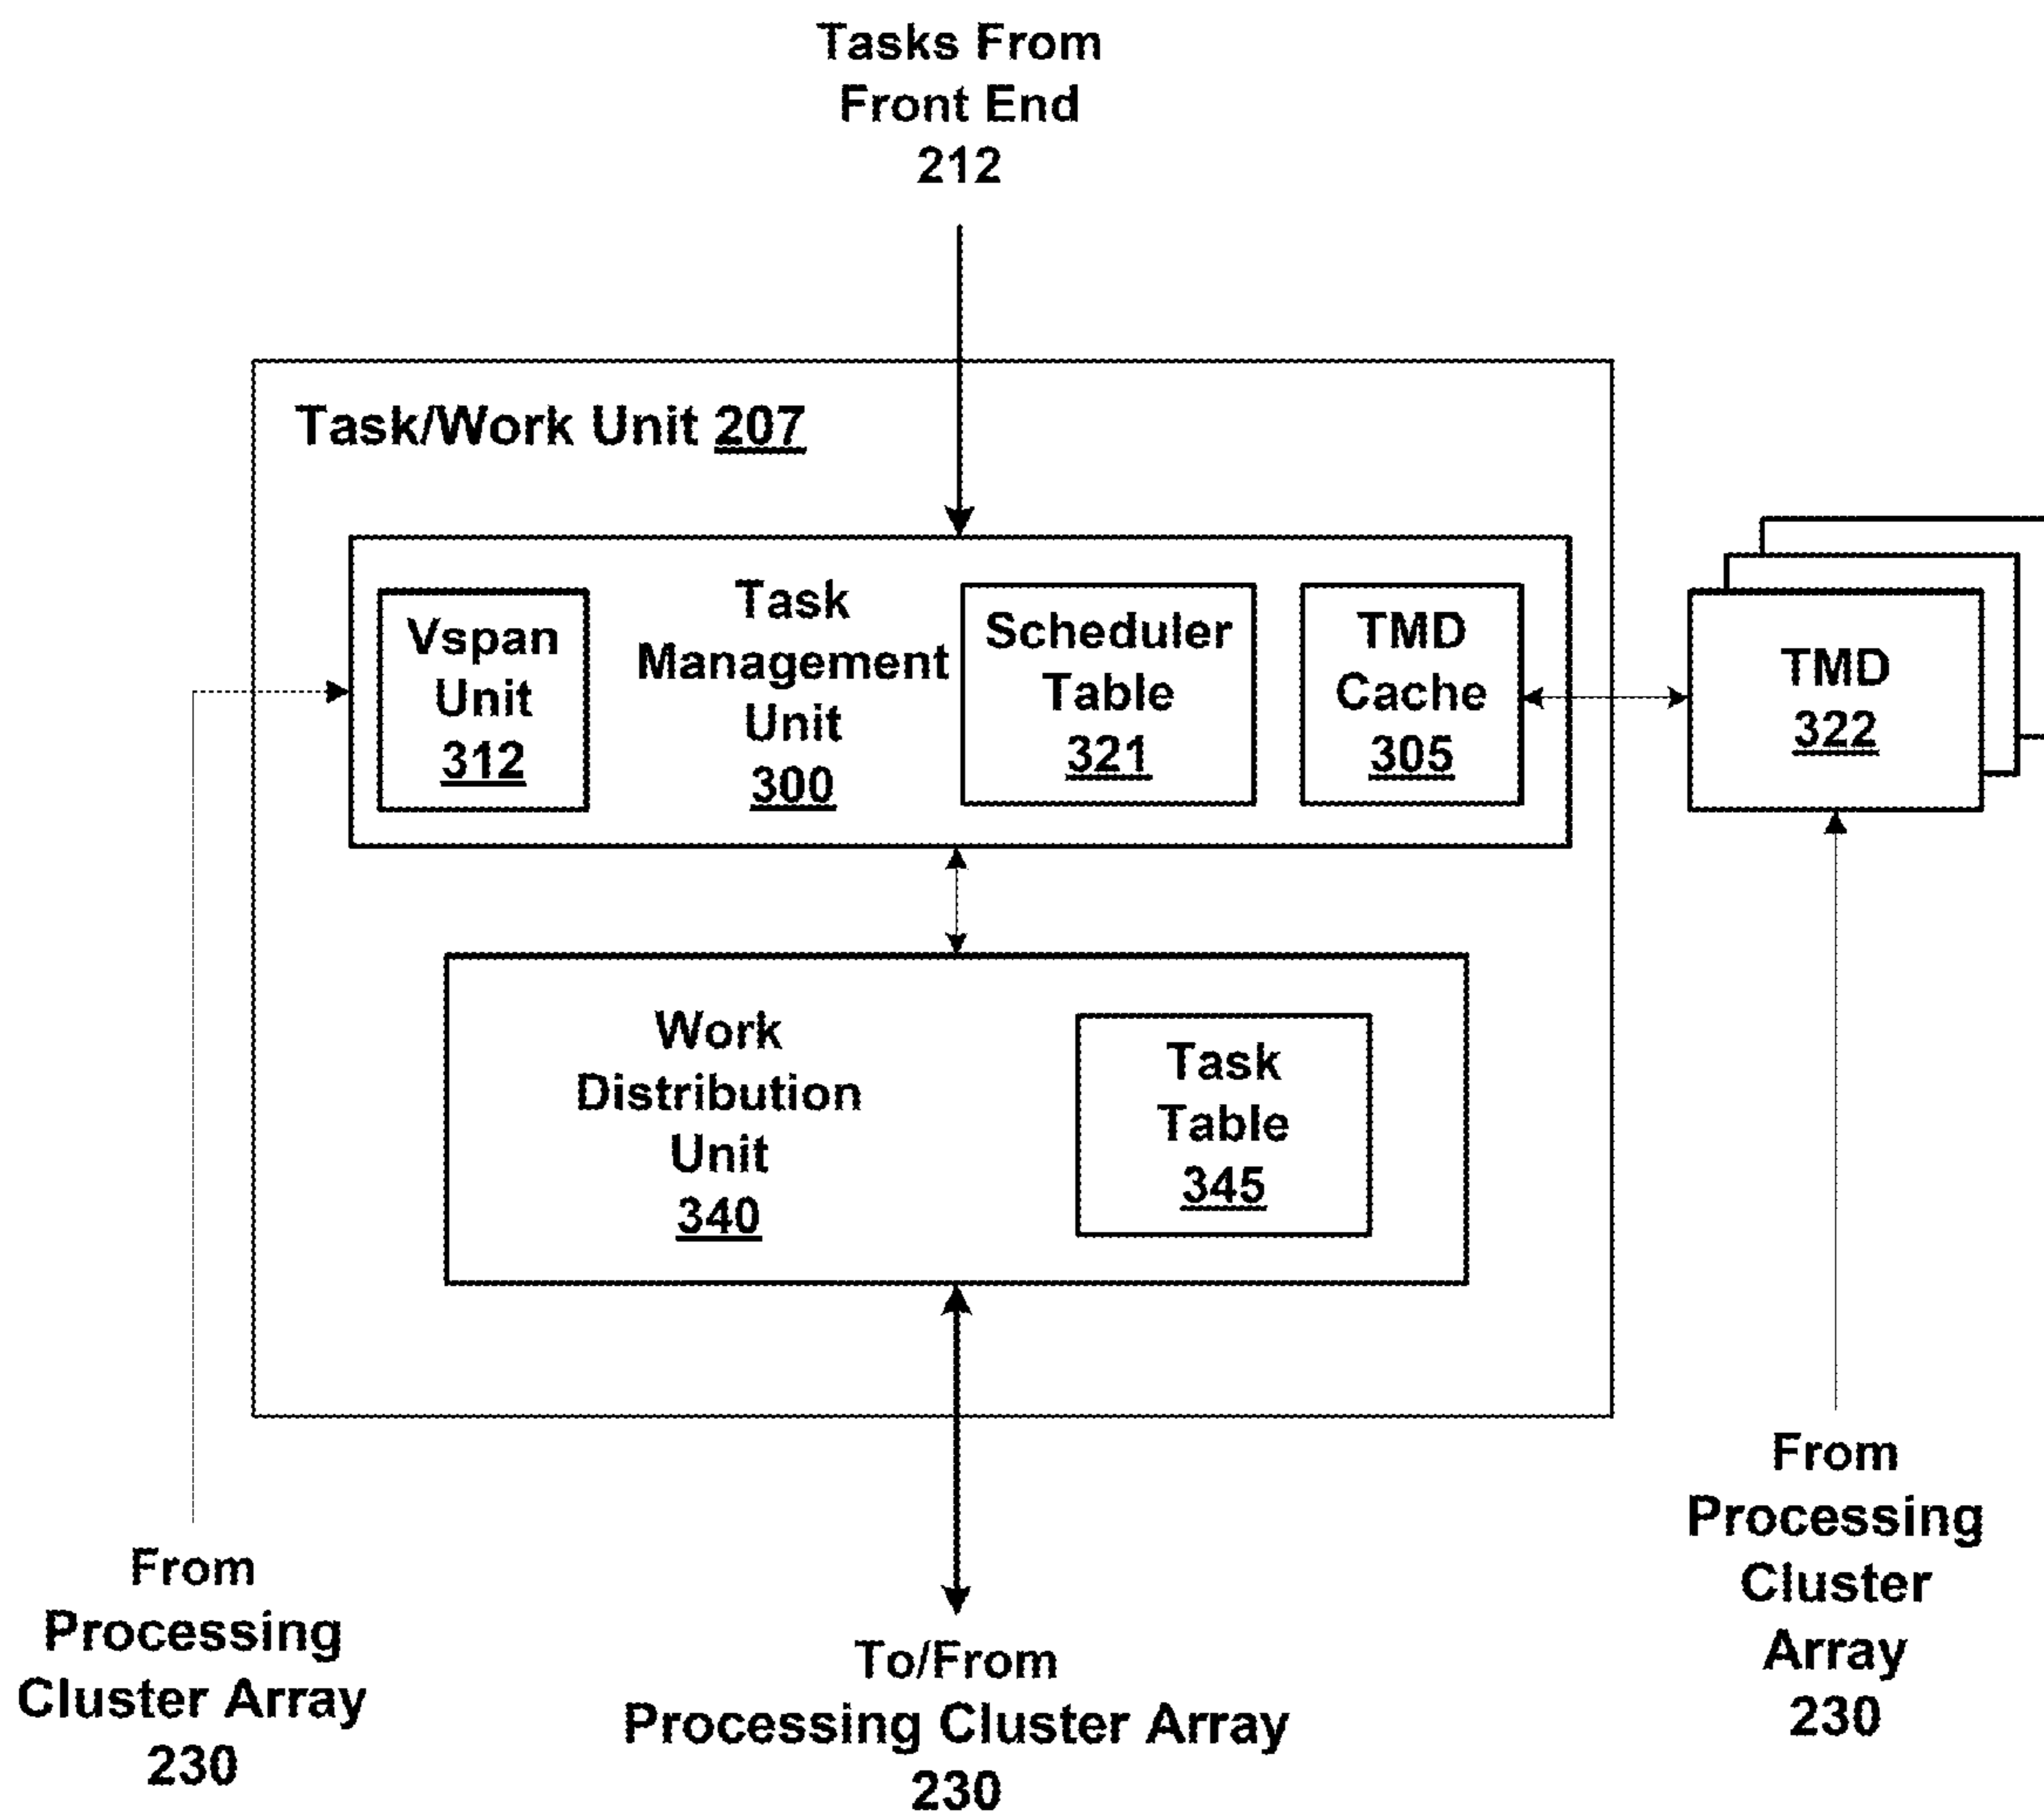 Tasks From
Front End
212
Task/Work Unit 207
Vspan
Unit
312
Task
Management
Unit
300
Scheduler
Table
321
TMD
Cache
305
TMD
322
Work
Distribution
Unit
340
Task
Table
345
From
Processing
Cluster Array
230
To/From
Processing Cluster Array
230
From
Processing
Cluster
Array
230